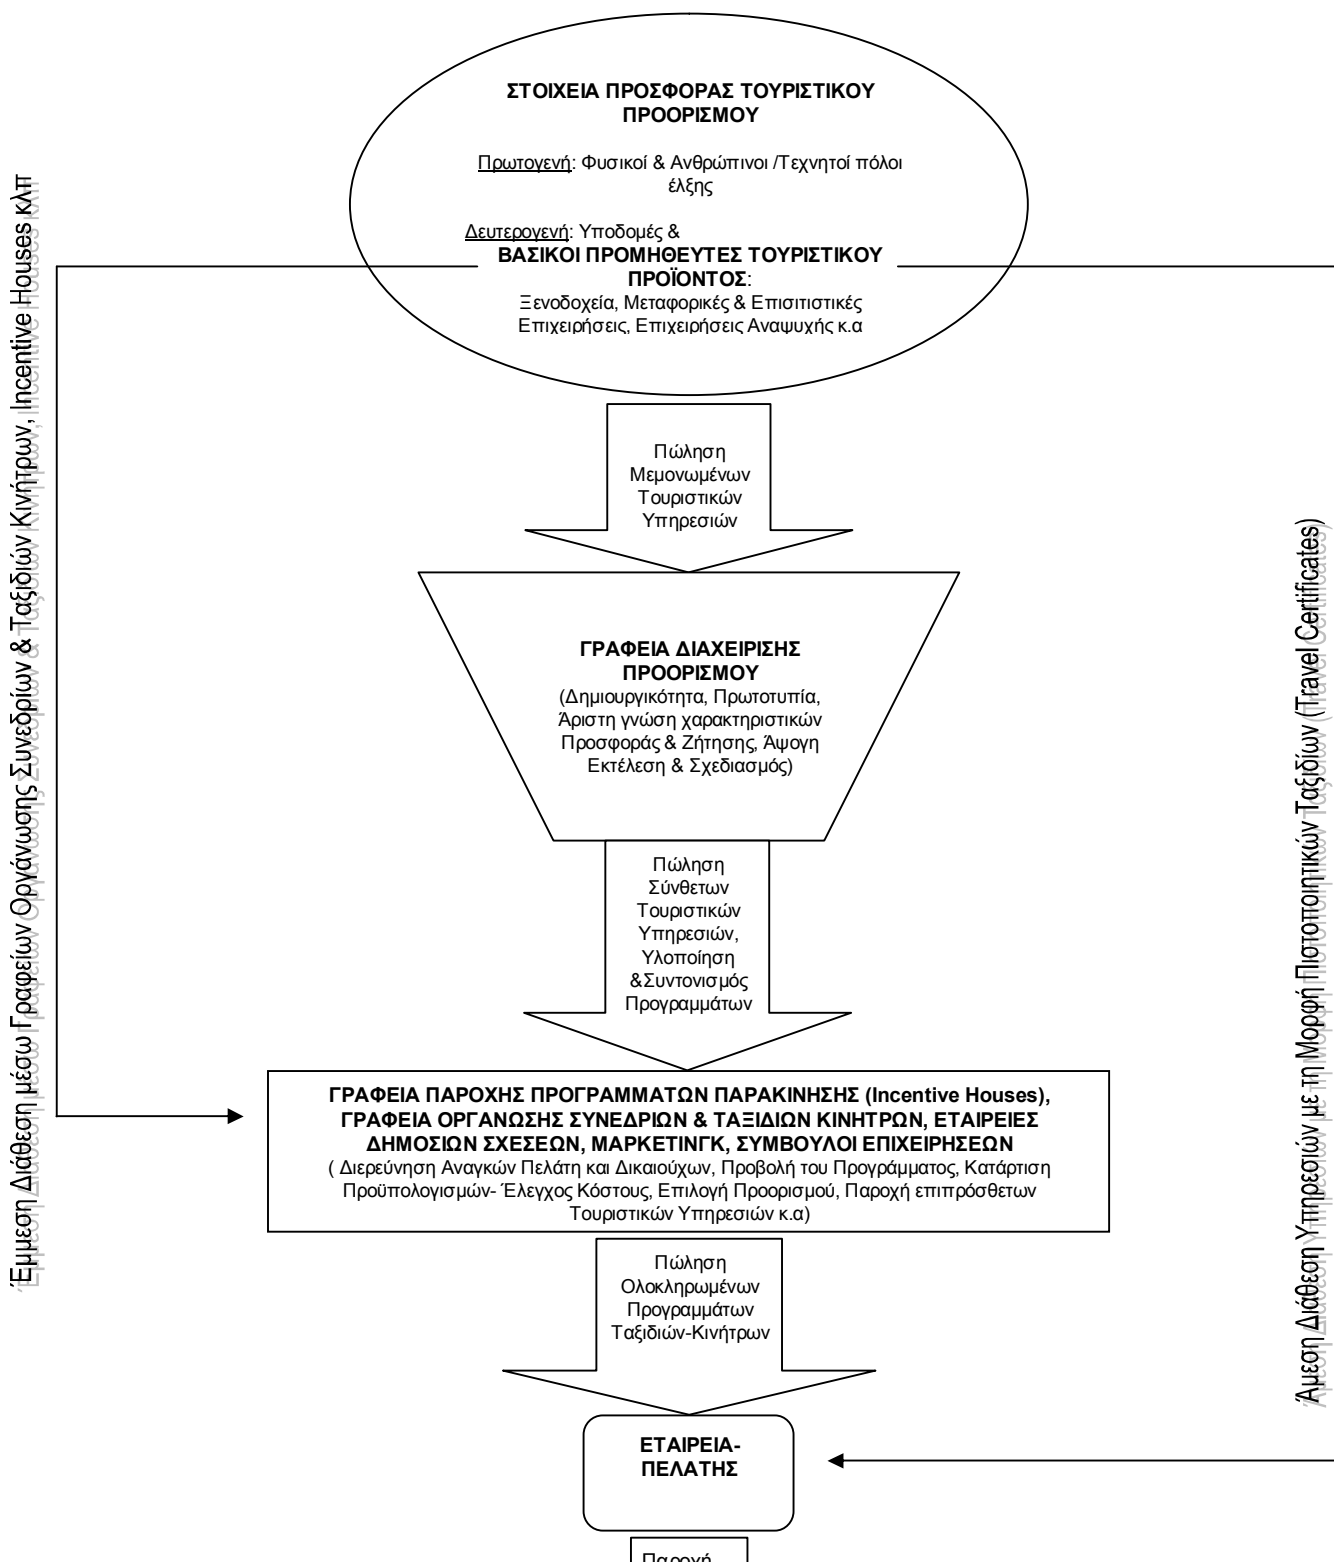 ΣΤΟΙΧΕΙΑ ΠΡΟΣΦΟΡΑΣ ΤΟΥΡΙΣΤΙΚΟΥ
ΠΡΟΟΡΙΣΜΟΥ
Πρωτογενή: Φυσικοί & Ανθρώπινοι /Τεχνητοί πόλοι
έλξης
Δευτερογενή: Υποδομές &
ΒΑΣΙΚΟΙ ΠΡΟΜΗΘΕΥΤΕΣ ΤΟΥΡΙΣΤΙΚΟΥ
ΠΡΟΪΟΝΤΟΣ:
Ξενοδοχεία, Μεταφορικές & Επισιτιστικές
Επιχειρήσεις, Επιχειρήσεις Αναψυχής κ.α
Έμμεση Διάθεση μέσω Γραφείων Οργάνωσης Συνεδρίων & Ταξιδιών Κινήτρων, Incentive Houses κλπ
Πώληση
Μεμονωμένων
Τουριστικών
Υπηρεσιών
ΓΡΑΦΕΙΑ ΔΙΑΧΕΙΡΙΣΗΣ
ΠΡΟΟΡΙΣΜΟΥ
(Δημιουργικότητα, Πρωτοτυπία,
Άριστη γνώση χαρακτηριστικών
Προσφοράς & Ζήτησης, Άψογη
Εκτέλεση & Σχεδιασμός)
Άμεση Διάθεση Υπηρεσιών με τη Μορφή Πιστοποιητικών Ταξιδίων (Travel Certificates)
Πώληση
Σύνθετων
Τουριστικών
Υπηρεσιών,
Υλοποίηση
&Συντονισμός
Προγραμμάτων
ΓΡΑΦΕΙΑ ΠΑΡΟΧΗΣ ΠΡΟΓΡΑΜΜΑΤΩΝ ΠΑΡΑΚΙΝΗΣΗΣ (Incentive Houses),
ΓΡΑΦΕΙΑ ΟΡΓΑΝΩΣΗΣ ΣΥΝΕΔΡΙΩΝ & ΤΑΞΙΔΙΩΝ ΚΙΝΗΤΡΩΝ, ΕΤΑΙΡΕΙΕΣ
ΔΗΜΟΣΙΩΝ ΣΧΕΣΕΩΝ, ΜΑΡΚΕΤΙΝΓΚ, ΣΥΜΒΟΥΛΟΙ ΕΠΙΧΕΙΡΗΣΕΩΝ
( Διερεύνηση Αναγκών Πελάτη και Δικαιούχων, Προβολή του Προγράμματος, Κατάρτιση
Προϋπολογισμών- Έλεγχος Κόστους, Επιλογή Προορισμού, Παροχή επιπρόσθετων
Τουριστικών Υπηρεσιών κ.α)
Πώληση
Ολοκληρωμένων
Προγραμμάτων
Ταξιδιών-Κινήτρων
ΕΤΑΙΡΕΙΑ-
ΠΕΛΑΤΗΣ
Παροχή